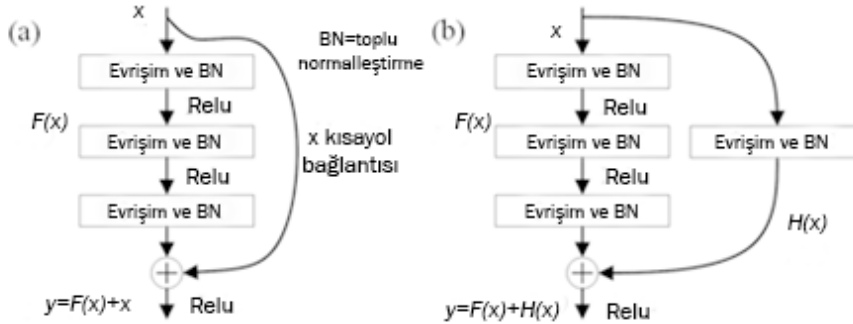 (a)
x
BN=toplu
normalleştirme
Evrişim ve BN
Relu
F(x)
Evrişim ve BN
x kısayol
bağlantısı
Relu
Evrişim ve BN
+
y=F(x)+x
Relu
(b)
x
Evrişim ve BN
Relu
F(x)
Evrişim ve BN
Evrişim ve BN
Relu
Evrişim ve BN
H(x)
+
y=F(x)+H(x)
Relu